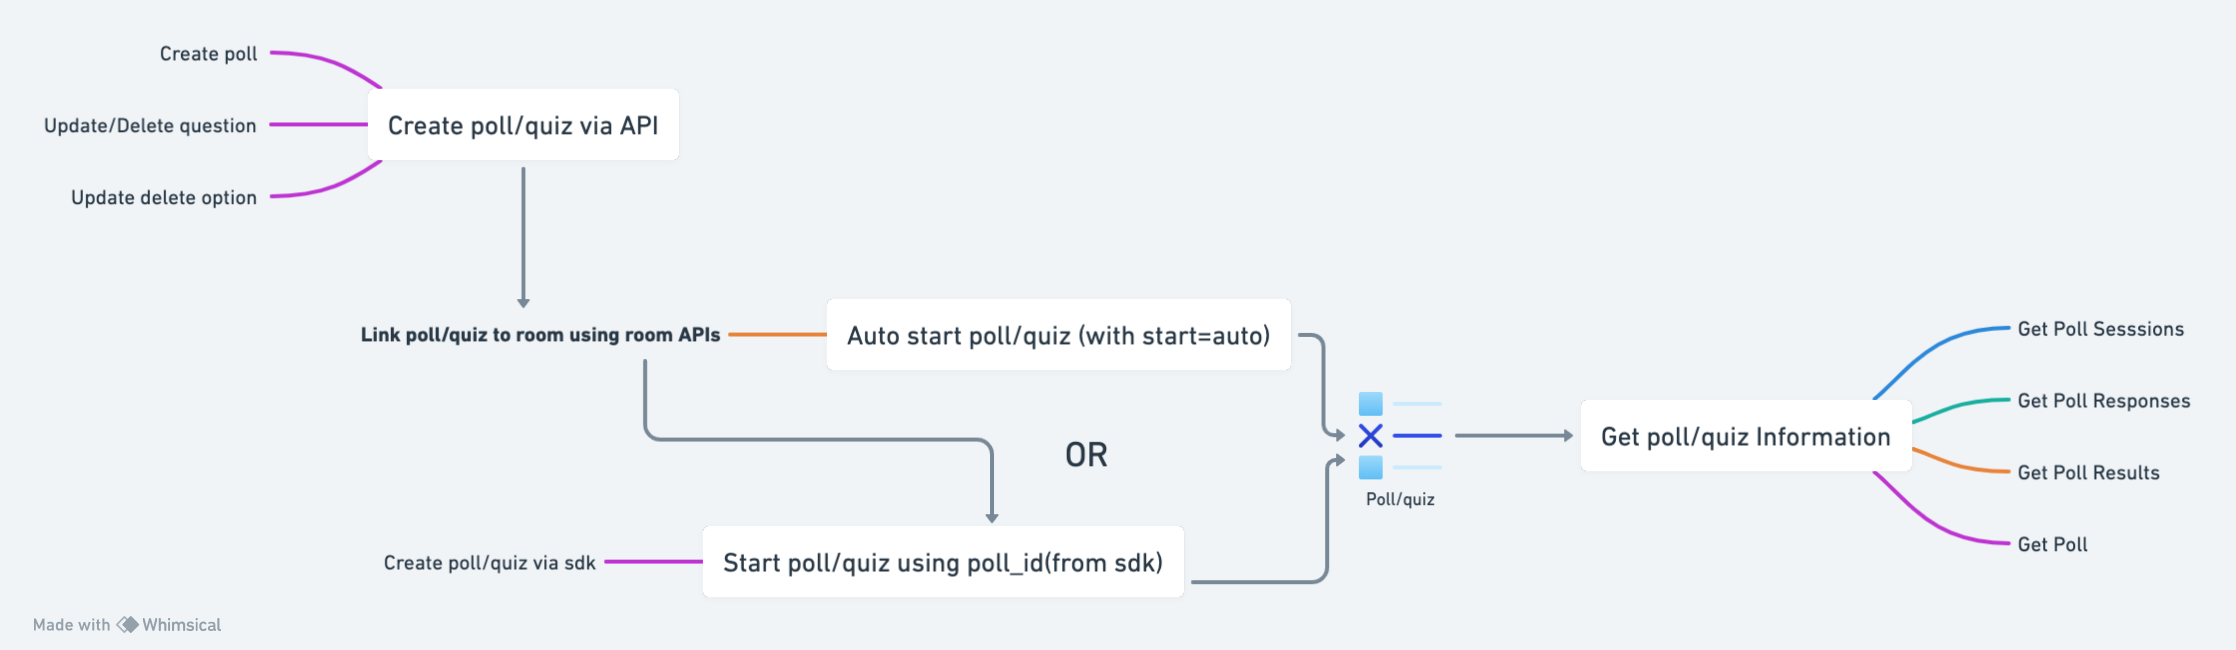 Create poll
Update/Delete question
Create poll/quiz via API
Update delete option
Link poll/quiz to room using room APIs
Auto start poll/quiz (with start=auto)
OR
Poll/quiz
Create poll/quiz via sdk
Start poll/quiz using poll_id(from sdk)
Get poll/quiz Information
Get Poll Sesssions
Get Poll Responses
Get Poll Results
Get Poll
Made with Whimsical